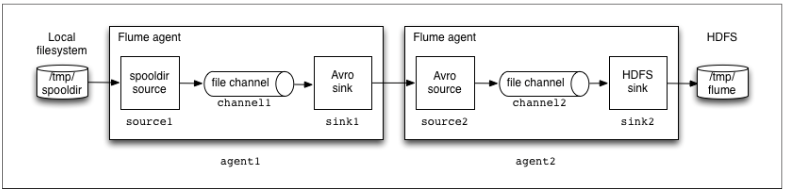 Local
filesystem
/tmp/
spooldir
Flume agent
spooldir
source
source1
file channel
channel1
Avro
sink
sink1
agent1
Flume agent
Avro
source
source2
file channel
channel2
HDFS
sink
sink2
agent2
HDFS
/tmp/
flume